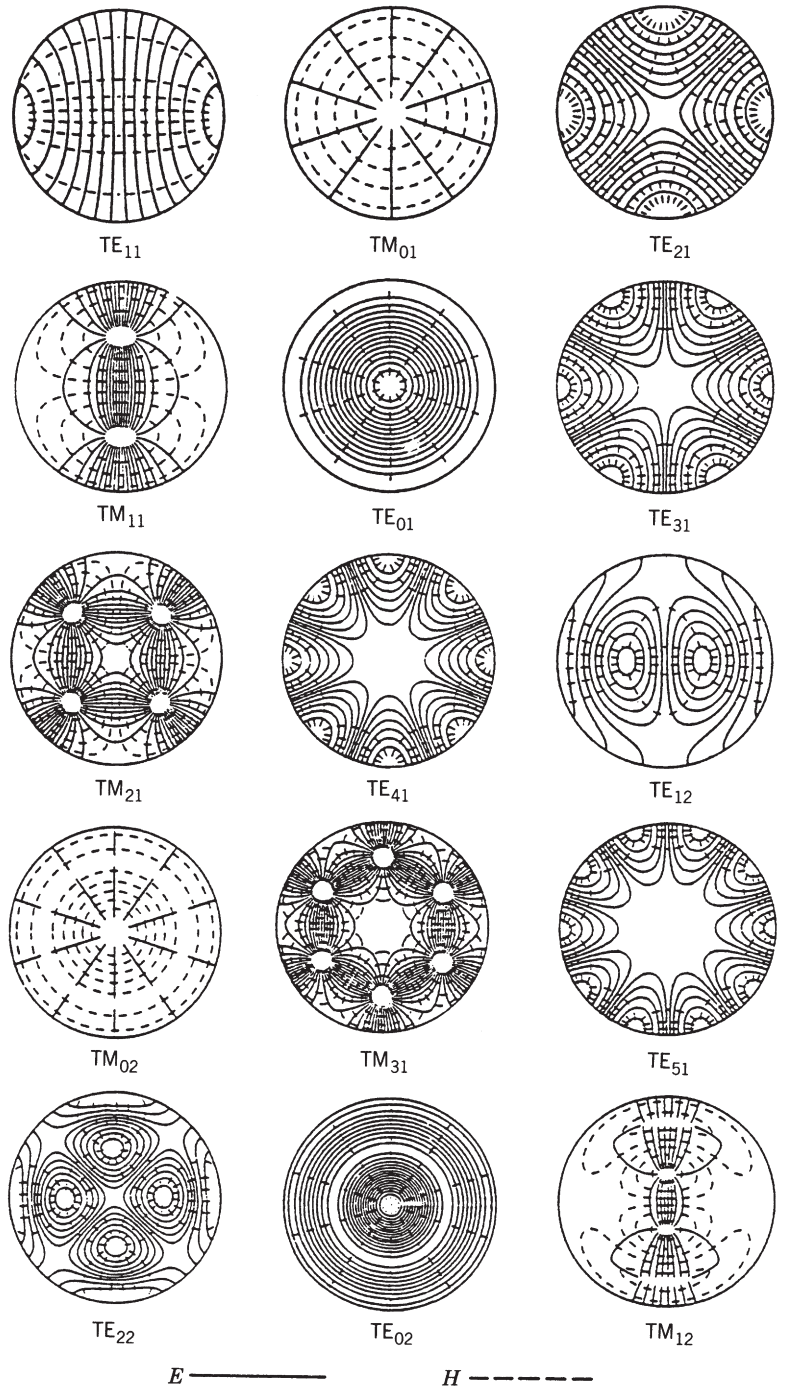 TE₁₁ TM₀₁ TE₂₁
TM₁₁ TE₀₁ TE₃₁
TM₂₁ TE₄₁ TE₁₂
TM₀₂ TM₃₁ TE₅₁
TE₂₂ TE₀₂ TM₁₂
E H